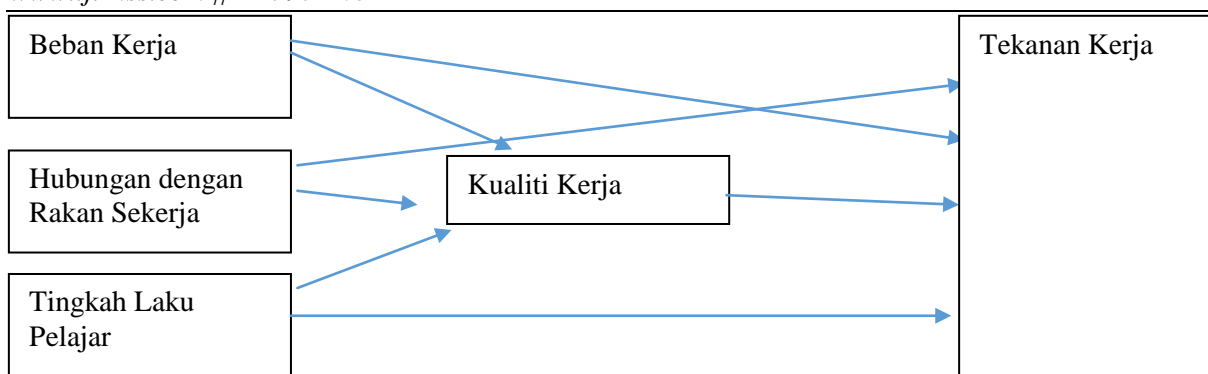 Beban Kerja
Tekanan Kerja
Hubungan dengan
Rakan Sekerja
Kualiti Kerja
Tingkah Laku
Pelajar